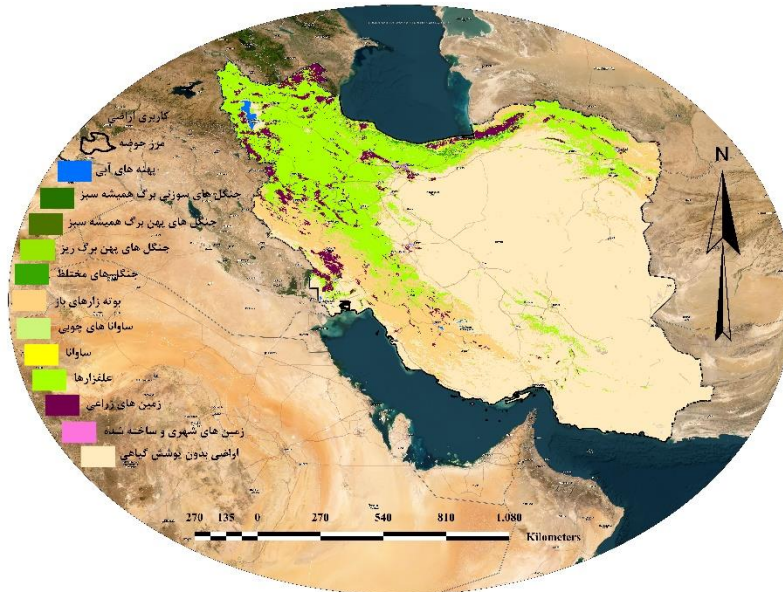 کاربری اراضی
مرز حوضه
پهنه های آبی
جنگل های سوزنی برگ همیشه سبز
جنگل های پهن برگ همیشه سبز
جنگل های پهن برگ ریز
جنگل های مختلط
بوته زارهای باز
ساوانا های چوبی
ساوانا
علفزارها
زمین های زراعی
زمین های شهری و ساخته شده
اراضی بدون پوشش گیاهی
N
270 135 0 270 540 810 1.080
Kilometers